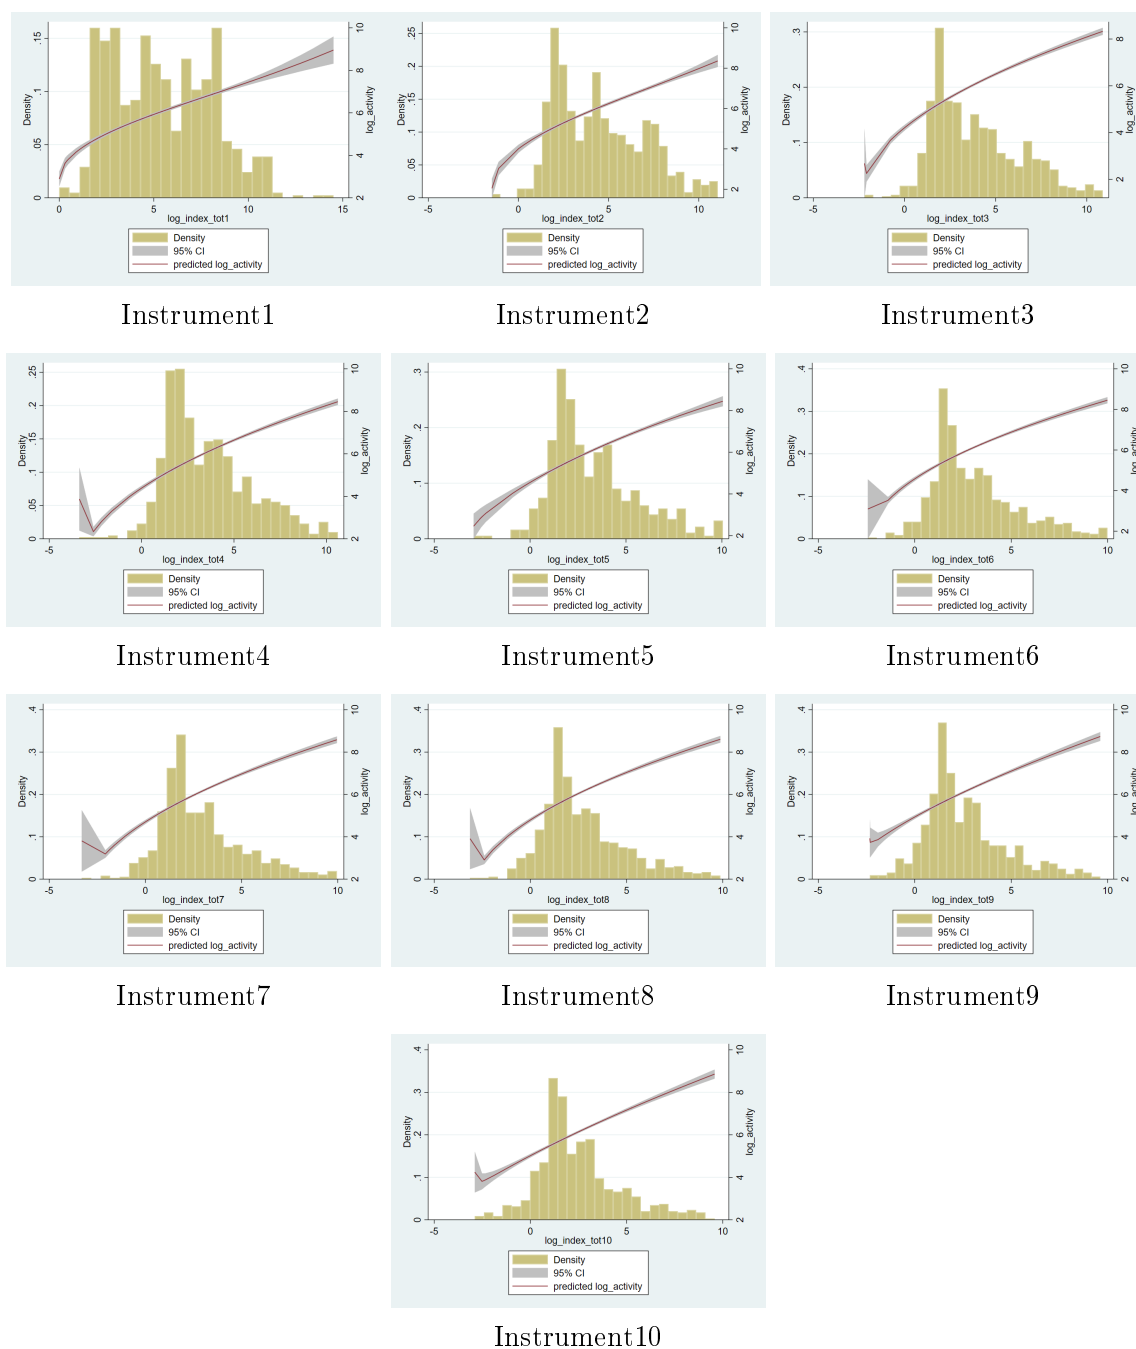 0 .05 .1 .15
Density
2 4 6 8 10
log_activity
0 5 10 15
log_index_tot1
Density
95% CI
predicted log_activity
Instrument1
0 .05 .1 .15 .2 .25
Density
2 4 6 8 10
log_activity
-5 0 5 10
log_index_tot2
Density
95% CI
predicted log_activity
Instrument2
0 .1 .2 .3
Density
2 4 6 8
log_activity
-5 0 5 10
log_index_tot3
Density
95% CI
predicted log_activity
Instrument3
0 .05 .1 .15 .2 .25
Density
2 4 6 8 10
log_activity
-5 0 5 10
log_index_tot4
Density
95% CI
predicted log_activity
Instrument4
0 .1 .2 .3
Density
2 4 6 8 10
log_activity
-5 0 5 10
log_index_tot5
Density
95% CI
predicted log_activity
Instrument5
0 .1 .2 .3 .4
Density
2 4 6 8 10
log_activity
-5 0 5 10
log_index_tot6
Density
95% CI
predicted log_activity
Instrument6
0 .1 .2 .3 .4
Density
2 4 6 8 10
log_activity
-5 0 5 10
log_index_tot7
Density
95% CI
predicted log_activity
Instrument7
0 .1 .2 .3 .4
Density
2 4 6 8 10
log_activity
-5 0 5 10
log_index_tot8
Density
95% CI
predicted log_activity
Instrument8
0 .1 .2 .3 .4
Density
2 4 6 8 10
log_activity
-5 0 5 10
log_index_tot9
Density
95% CI
predicted log_activity
Instrument9
0 .1 .2 .3 .4
Density
2 4 6 8 10
log_activity
-5 0 5 10
log_index_tot10
Density
95% CI
predicted log_activity
Instrument10